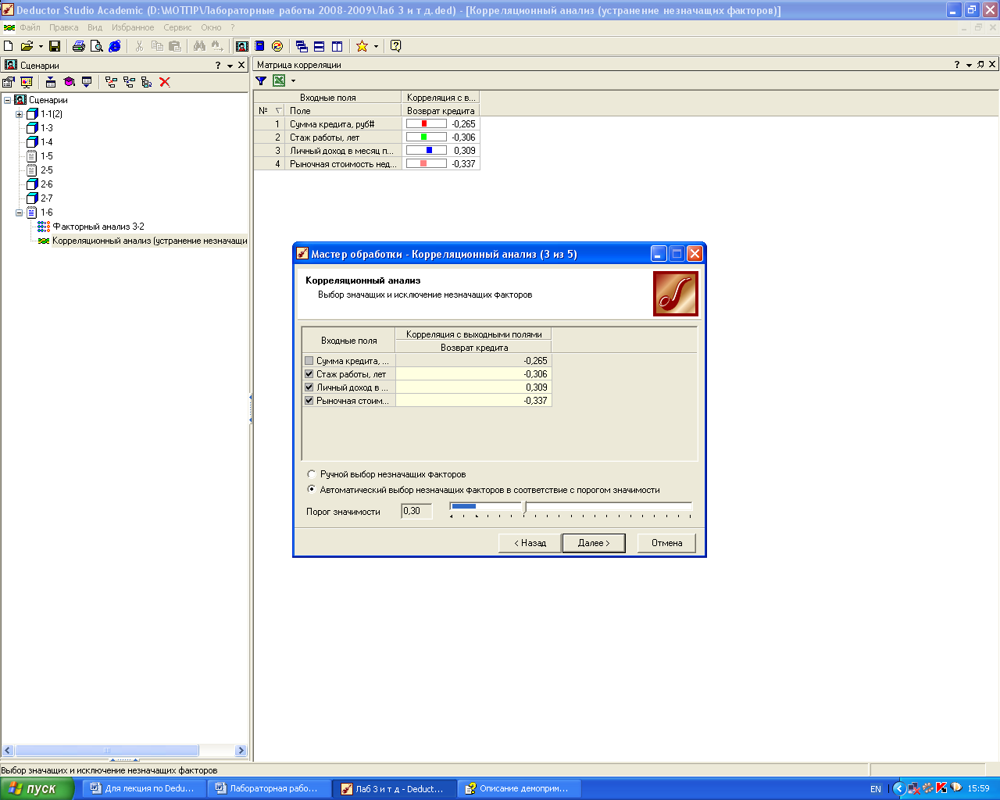 Deductor Studio Academic (D:\МОТПР\Лабораторные работы 2008-2009\Лаб 3 и т д.ded) - [Корреляционный анализ (устранение незначащих факторов)]
Файл Правка Вид Избранное Сервис Окно ?
Сценарии
Сценарии
1-1(2)
1-3
1-4
1-5
2-5
2-6
2-7
1-6
Факторный анализ 3-2
Корреляционный анализ (устранение незначащи
Матрица корреляции
Входные поля Корреляция с в...
№ Поле Возврат кредита
1 Сумма кредита, руб# -0,265
2 Стаж работы, лет -0,306
3 Личный доход в месяц п... 0,309
4 Рыночная стоимость нед... -0,337
Мастер обработки - Корреляционный анализ (3 из 5)
Корреляционный анализ
Выбор значащих и исключение незначащих факторов
Входные поля Корреляция с выходными полями
Возврат кредита
Сумма кредита, ... -0,265
Стаж работы, лет -0,306
Личный доход в ... 0,309
Рыночная стоим... -0,337
Ручной выбор незначащих факторов
Автоматический выбор незначащих факторов в соответствие с порогом значимости
Порог значимости 0,30
< Назад Далее > Отмена
Выбор значащих и исключение незначащих факторов
пуск Для лекция по Dedu... Лабораторная рабо... Лаб 3 и т д - Deduct... Описание демоприм... EN 15:59